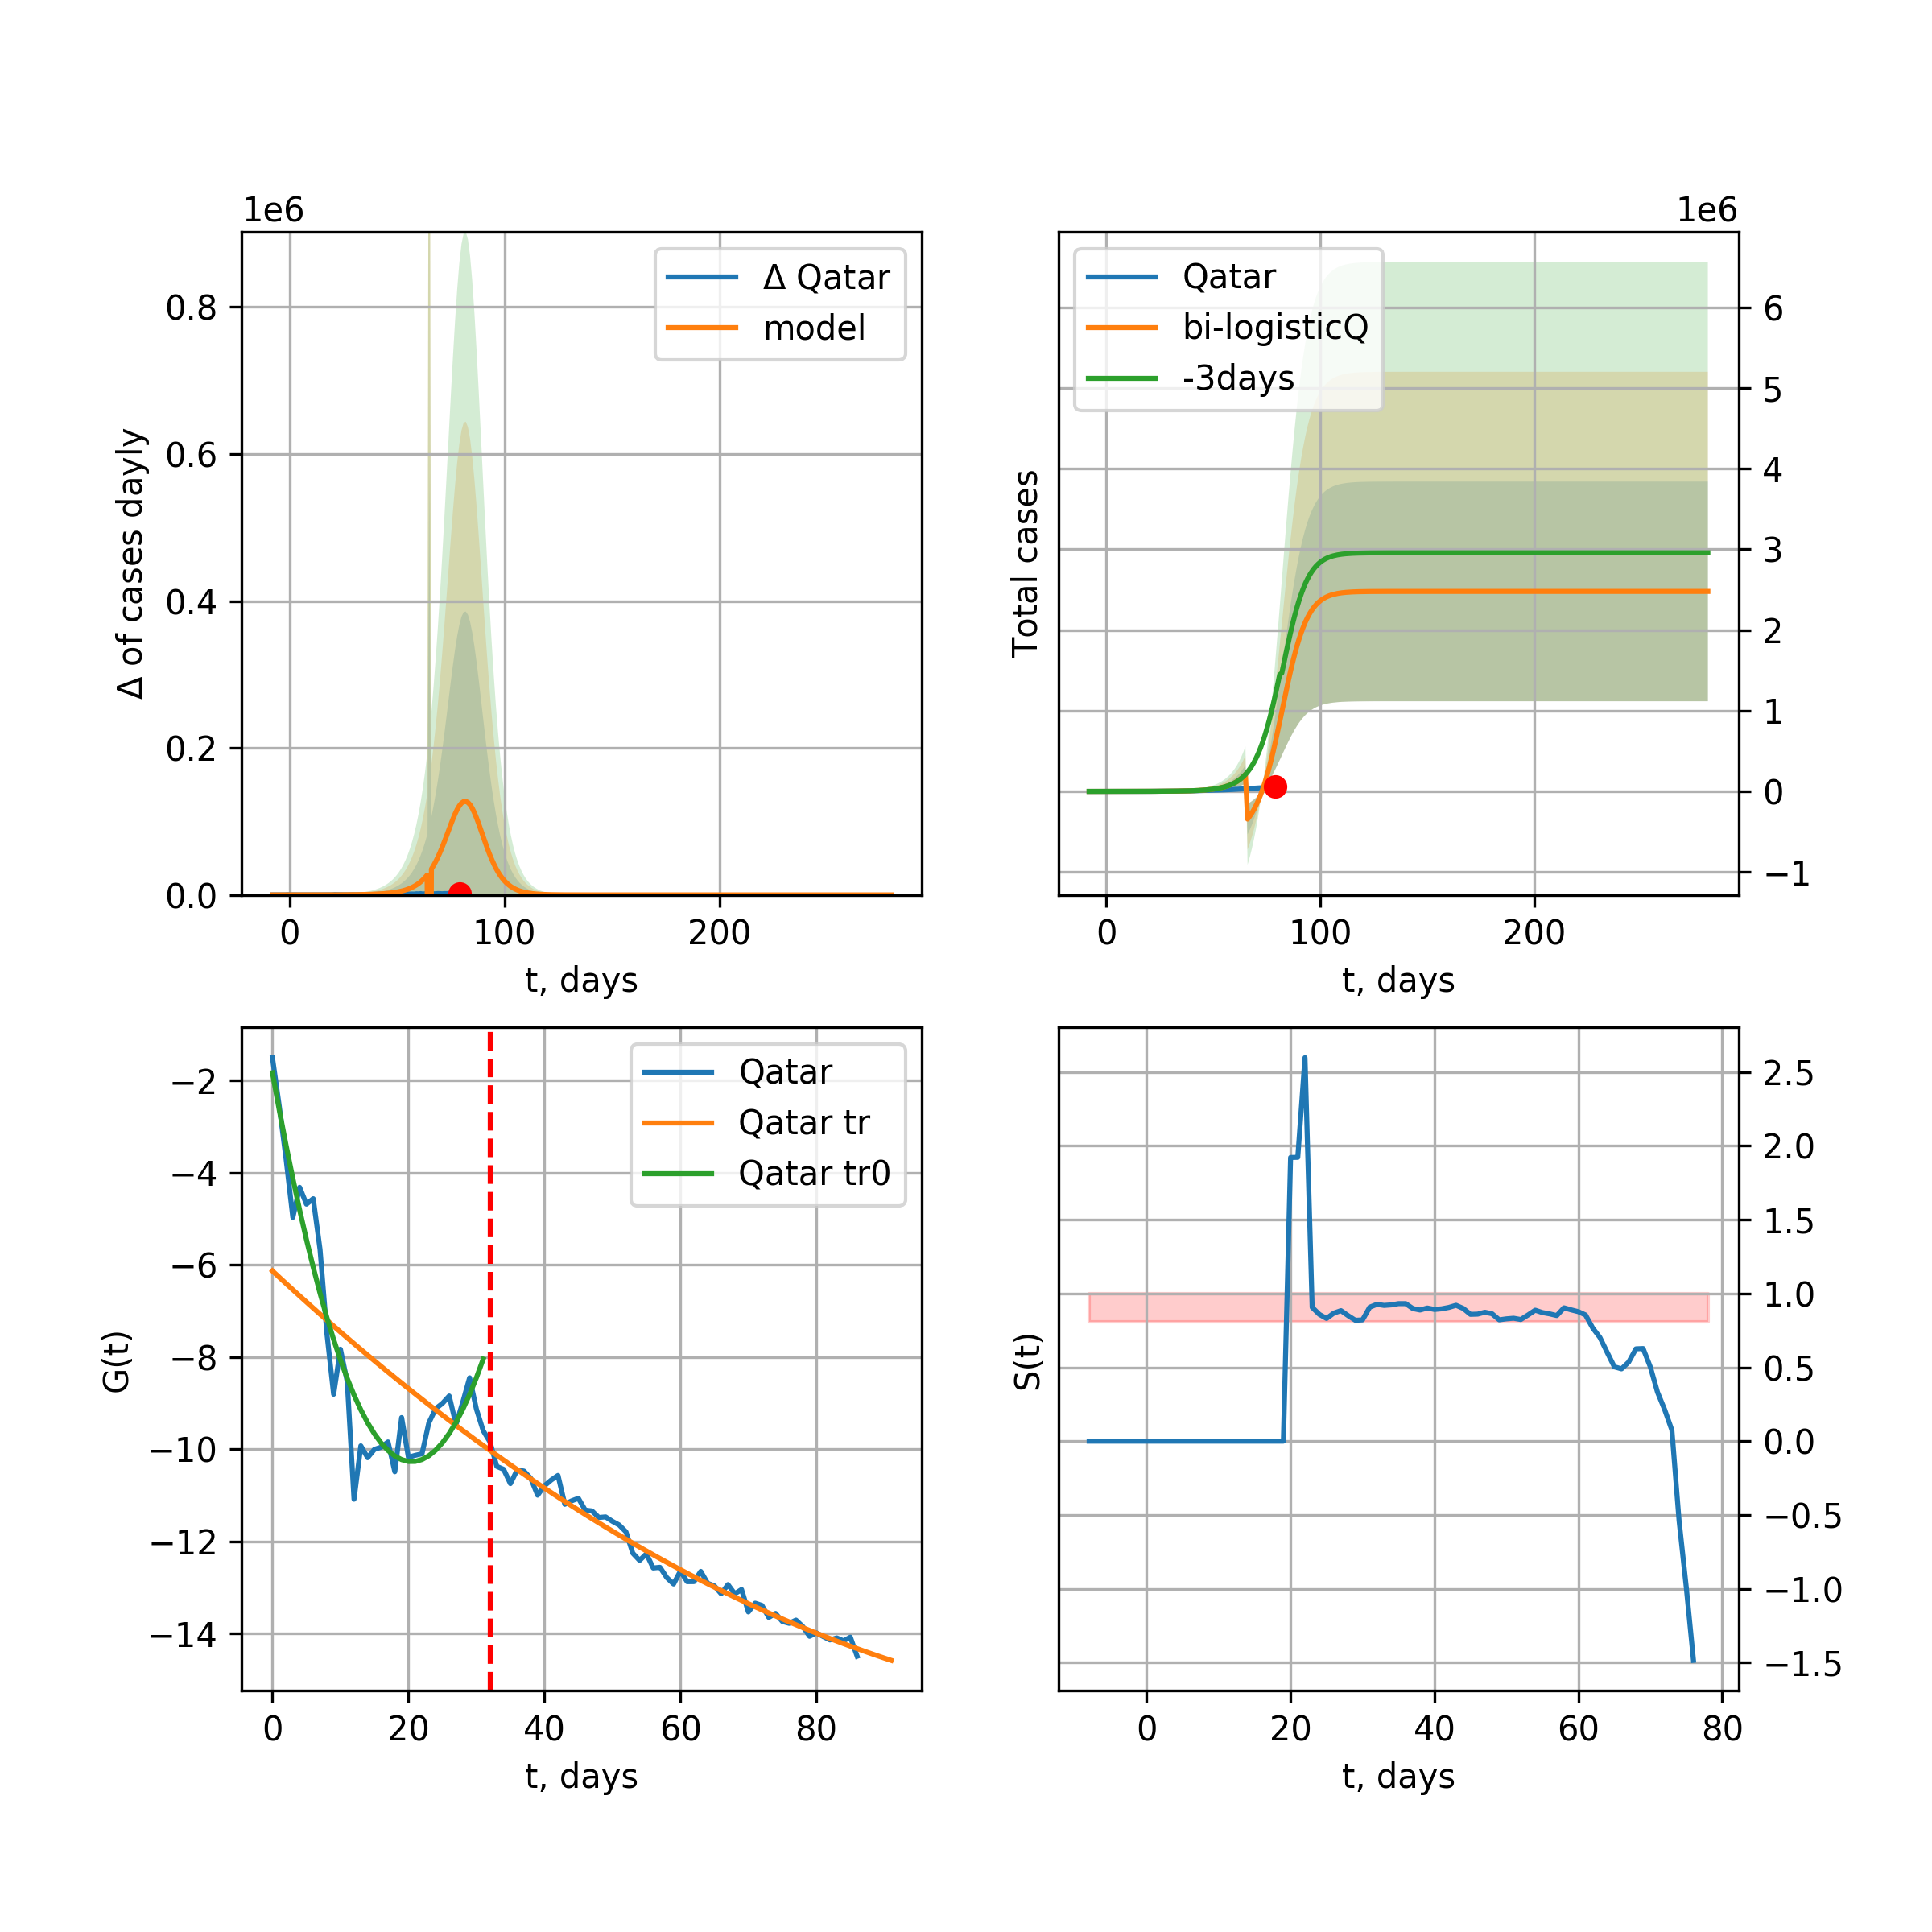 1e6
Δ Qatar
model
0.8
0.6
0.4
0.2
0.0
Δ of cases dayly
0
100
200
t, days
1e6
Qatar
bi-logisticQ
-3days
6
5
4
3
2
1
0
−1
Total cases
0
100
200
t, days
Qatar
Qatar tr
Qatar tr0
−2
−4
−6
−8
−10
−12
−14
G(t)
0
20
40
60
80
t, days
2.5
2.0
1.5
1.0
0.5
0.0
−0.5
−1.0
−1.5
S(t)
0
20
40
60
80
t, days